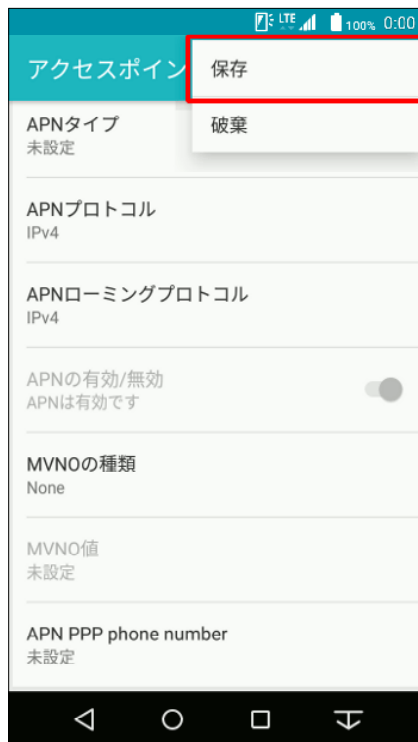 LTE 100% 0:00
アクセスポイン
保存
破棄
APNタイプ
未設定
APNプロトコル
IPv4
APNローミングプロトコル
IPv4
APNの有効/無効
APNは有効です
MVNOの種類
None
MVNO値
未設定
APN PPP phone number
未設定